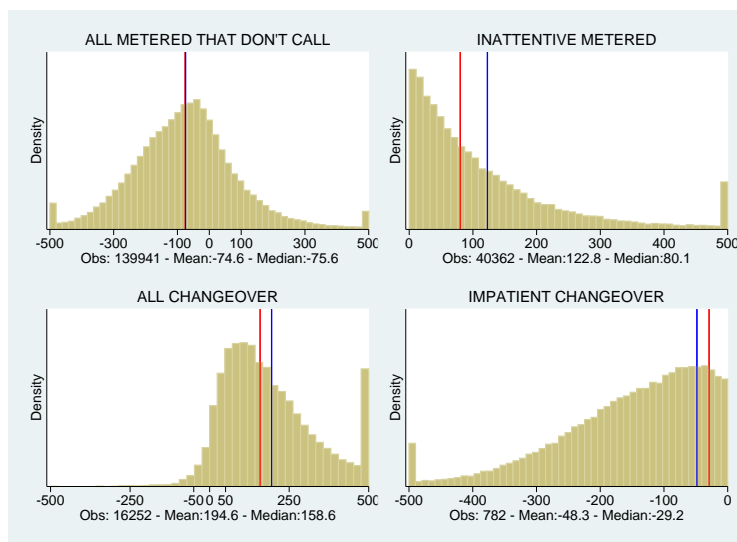 ALL METERED THAT DON'T CALL
Density
-500 -300 -100 0 100 300 500
Obs: 139941 - Mean:-74.6 - Median:-75.6
INATTENTIVE METERED
Density
0 100 200 300 400 500
Obs: 40362 - Mean:122.8 - Median:80.1
ALL CHANGEOVER
Density
-500 -250 -50 0 50 250 500
Obs: 16252 - Mean:194.6 - Median:158.6
IMPATIENT CHANGEOVER
Density
-500 -400 -300 -200 -100 0
Obs: 782 - Mean:-48.3 - Median:-29.2